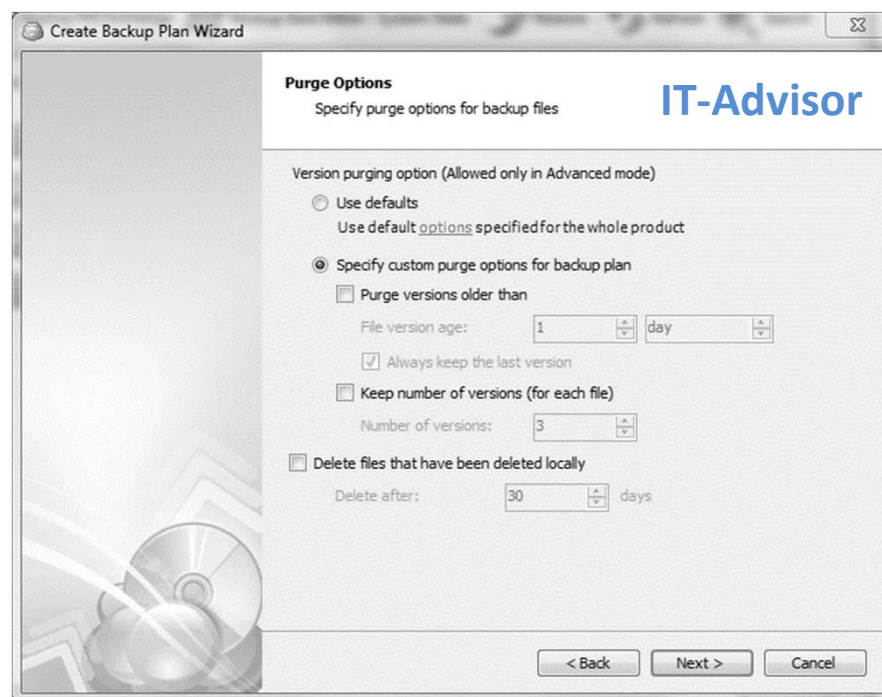 Create Backup Plan Wizard
Purge Options
Specify purge options for backup files
IT-Advisor
Version purging option (Allowed only in Advanced mode)
Use defaults
Use default options specified for the whole product
Specify custom purge options for backup plan
Purge versions older than
File version age: 1 day
Always keep the last version
Keep number of versions (for each file)
Number of versions: 3
Delete files that have been deleted locally
Delete after: 30 days
< Back Next > Cancel